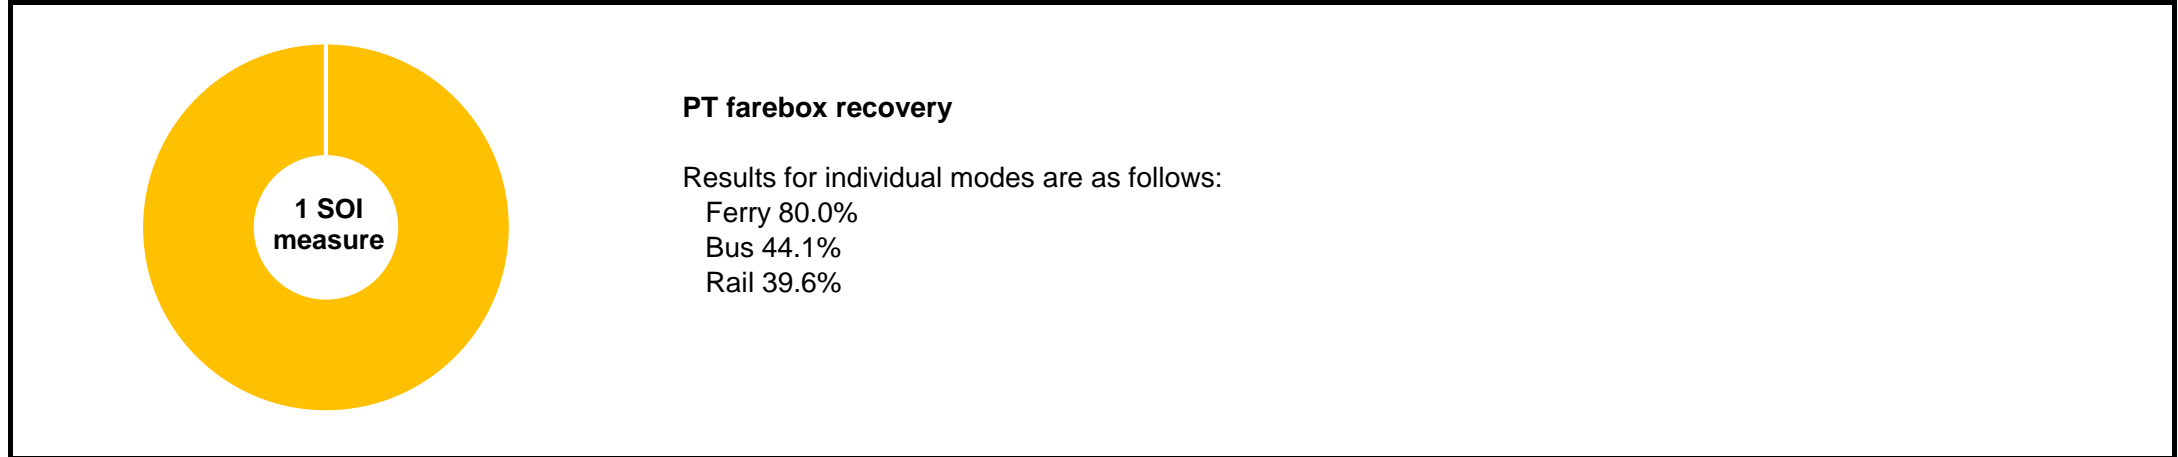 1 SOI
measure
PT farebox recovery
Results for individual modes are as follows:
Ferry 80.0%
Bus 44.1%
Rail 39.6%